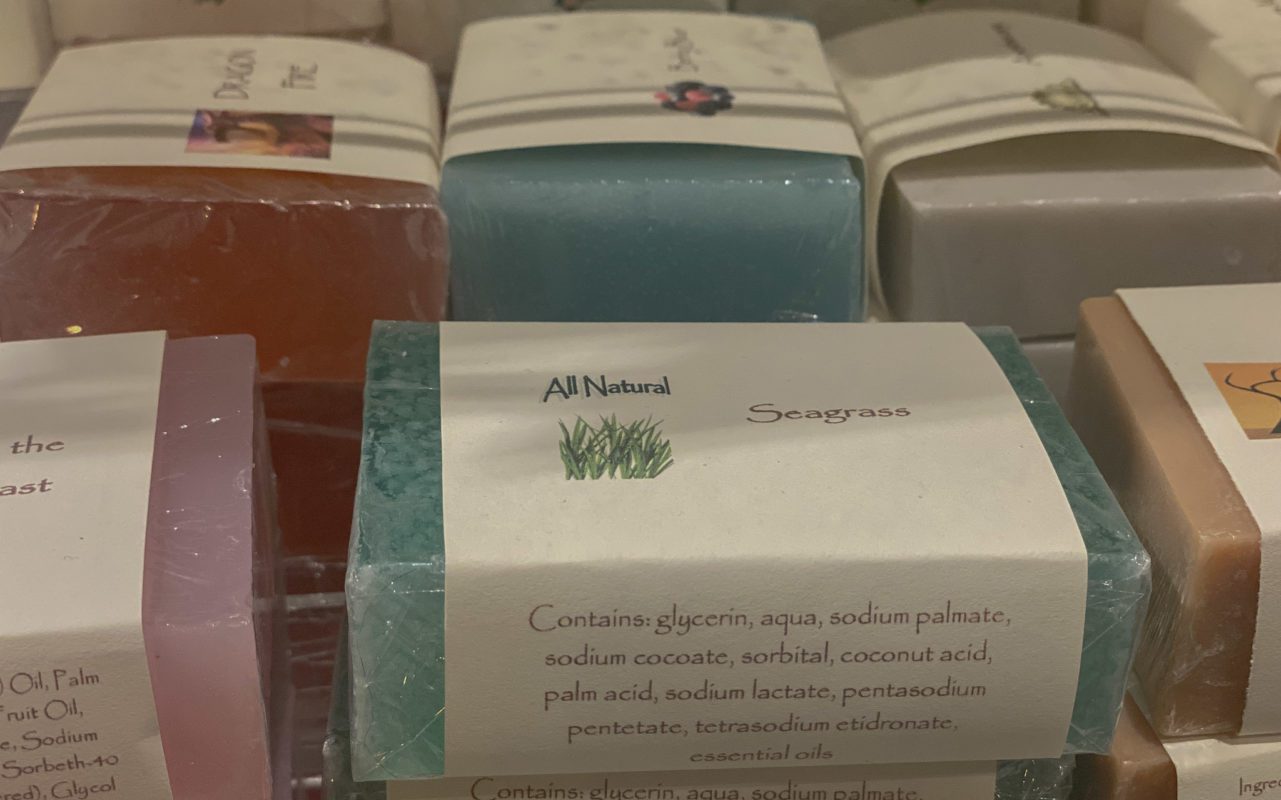 DRAGON
FIRE
All Natural
Seagrass
the
ast
Contains: glycerin, aqua, sodium palmate,
sodium cocoate, sorbital, coconut acid,
palm acid, sodium lactate, pentasodium
pentetate, tetrasodium etidronate,
essential oils
) Oil, Palm
Fruit Oil,
e, Sodium
Sorbeth-40
red), Glycol
Contains: glycerin, aqua, sodium palmate,
Ingre